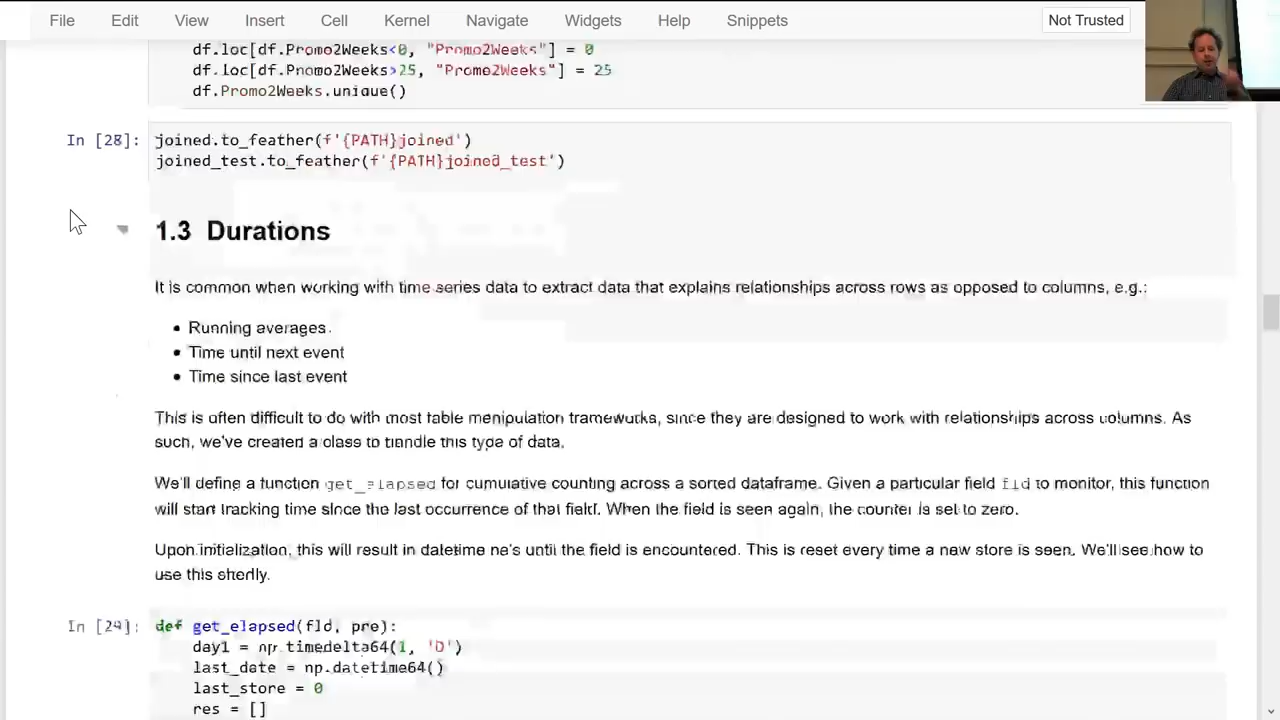 File Edit View Insert Cell Kernel Navigate Widgets Help Snippets Not Trusted
df.loc[df.Promo2Weeks<0, "Promo2Weeks"] = 0
df.loc[df.Promo2Weeks>25, "Promo2Weeks"] = 25
df.Promo2Weeks.unique()
In [28]: joined.to_feather(f'{PATH}joined')
joined_test.to_feather(f'{PATH}joined_test')
1.3 Durations
It is common when working with time series data to extract data that explains relationships across rows as opposed to columns, e.g.:
• Running averages
• Time until next event
• Time since last event
This is often difficult to do with most table manipulation frameworks, since they are designed to work with relationships across columns. As
such, we've created a class to handle this type of data.
We'll define a function get_elapsed for cumulative counting across a sorted dataframe. Given a particular field fld to monitor, this function
will start tracking time since the last occurrence of that field. When the field is seen again, the counter is set to zero.
Upon initialization, this will result in datetime na's until the field is encountered. This is reset every time a new store is seen. We'll see how to
use this shortly.
In [29]: def get_elapsed(fld, pre):
day1 = np.timedelta64(1, 'D')
last_date = np.datetime64()
last_store = 0
res = []